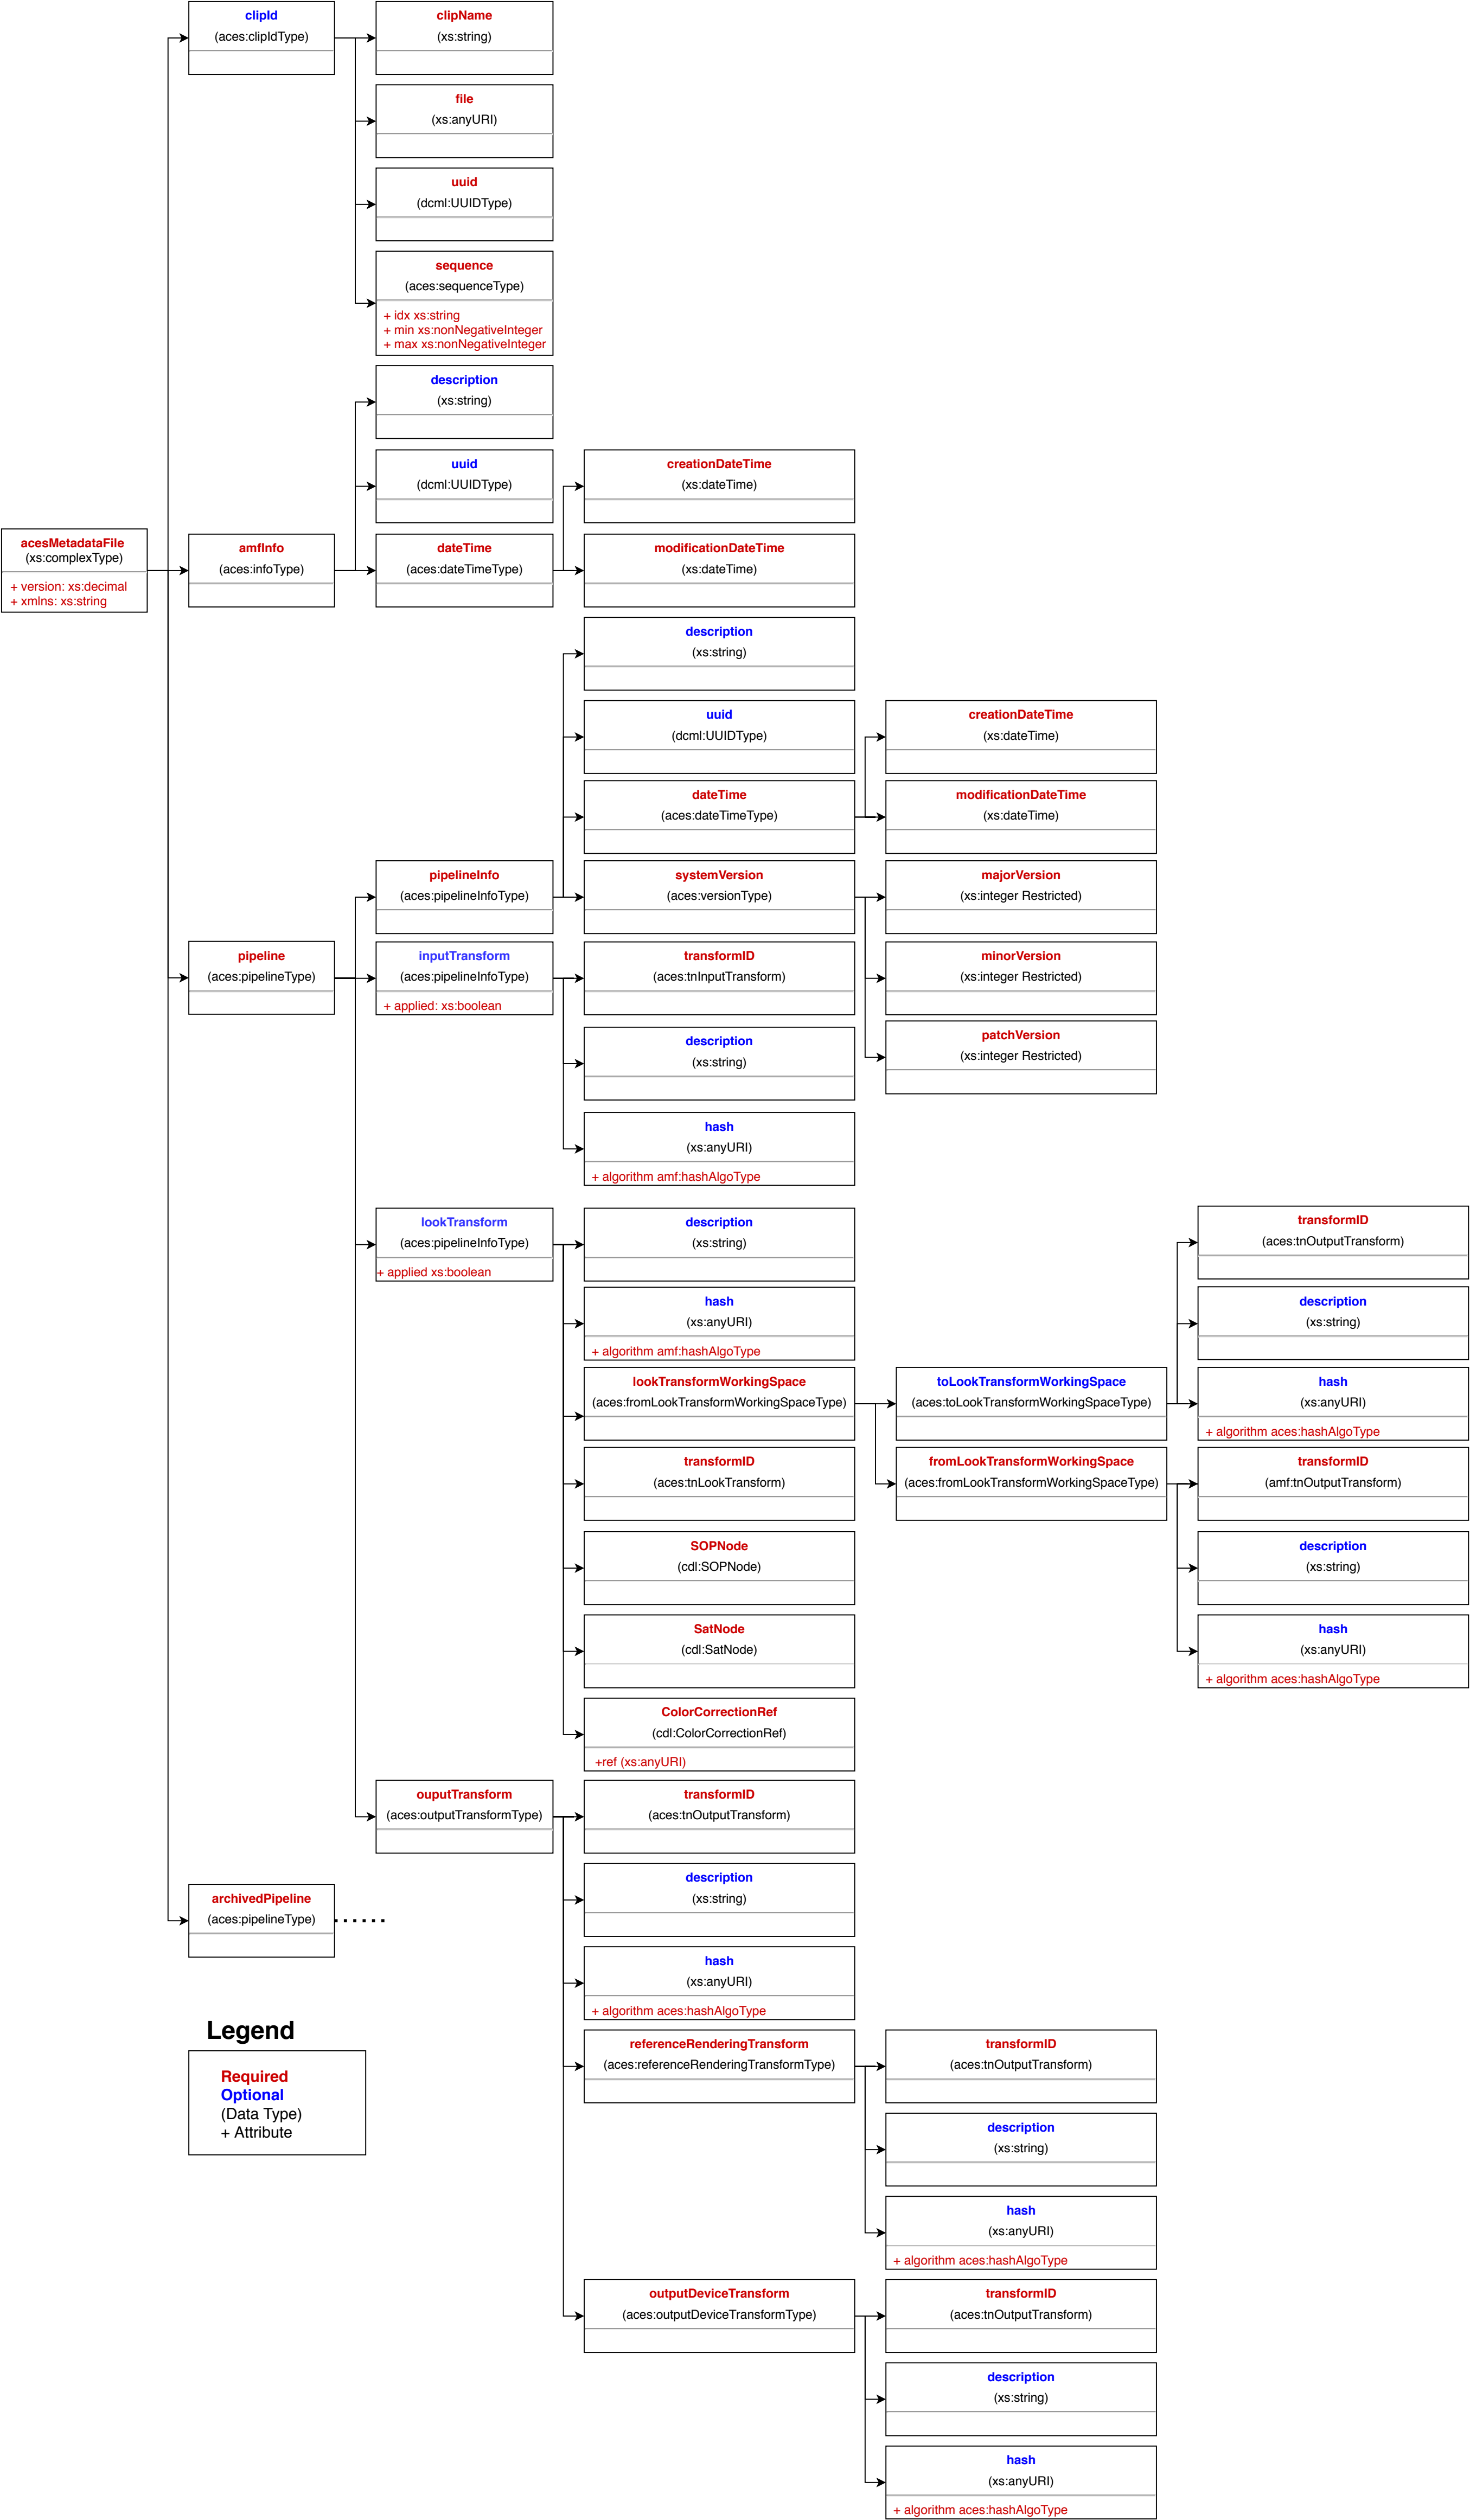 clipId
(aces:clipIdType)
clipName
(xs:string)
file
(xs:anyURI)
uuid
(dcml:UUIDType)
sequence
(aces:sequenceType)
+ idx xs:string
+ min xs:nonNegativeInteger
+ max xs:nonNegativeInteger
acesMetadataFile
(xs:complexType)
+ version: xs:decimal
+ xmlns: xs:string
amfInfo
(aces:infoType)
description
(xs:string)
uuid
(dcml:UUIDType)
dateTime
(aces:dateTimeType)
creationDateTime
(xs:dateTime)
modificationDateTime
(xs:dateTime)
pipeline
(aces:pipelineType)
pipelineInfo
(aces:pipelineInfoType)
description
(xs:string)
uuid
(dcml:UUIDType)
dateTime
(aces:dateTimeType)
creationDateTime
(xs:dateTime)
modificationDateTime
(xs:dateTime)
systemVersion
(aces:versionType)
majorVersion
(xs:integer Restricted)
minorVersion
(xs:integer Restricted)
patchVersion
(xs:integer Restricted)
inputTransform
(aces:pipelineInfoType)
+ applied: xs:boolean
transformID
(aces:tnInputTransform)
description
(xs:string)
hash
(xs:anyURI)
+ algorithm amf:hashAlgoType
lookTransform
(aces:pipelineInfoType)
+ applied xs:boolean
description
(xs:string)
hash
(xs:anyURI)
+ algorithm amf:hashAlgoType
lookTransformWorkingSpace
(aces:fromLookTransformWorkingSpaceType)
toLookTransformWorkingSpace
(aces:toLookTransformWorkingSpaceType)
transformID
(aces:tnOutputTransform)
description
(xs:string)
hash
(xs:anyURI)
+ algorithm aces:hashAlgoType
fromLookTransformWorkingSpace
(aces:fromLookTransformWorkingSpaceType)
transformID
(amf:tnOutputTransform)
description
(xs:string)
hash
(xs:anyURI)
+ algorithm aces:hashAlgoType
transformID
(aces:tnLookTransform)
SOPNode
(cdl:SOPNode)
SatNode
(cdl:SatNode)
ColorCorrectionRef
(cdl:ColorCorrectionRef)
+ref (xs:anyURI)
ouputTransform
(aces:outputTransformType)
transformID
(aces:tnOutputTransform)
description
(xs:string)
hash
(xs:anyURI)
+ algorithm aces:hashAlgoType
referenceRenderingTransform
(aces:referenceRenderingTransformType)
transformID
(aces:tnOutputTransform)
description
(xs:string)
hash
(xs:anyURI)
+ algorithm aces:hashAlgoType
outputDeviceTransform
(aces:outputDeviceTransformType)
transformID
(aces:tnOutputTransform)
description
(xs:string)
hash
(xs:anyURI)
+ algorithm aces:hashAlgoType
archivedPipeline
(aces:pipelineType)
Legend
Required
Optional
(Data Type)
+ Attribute